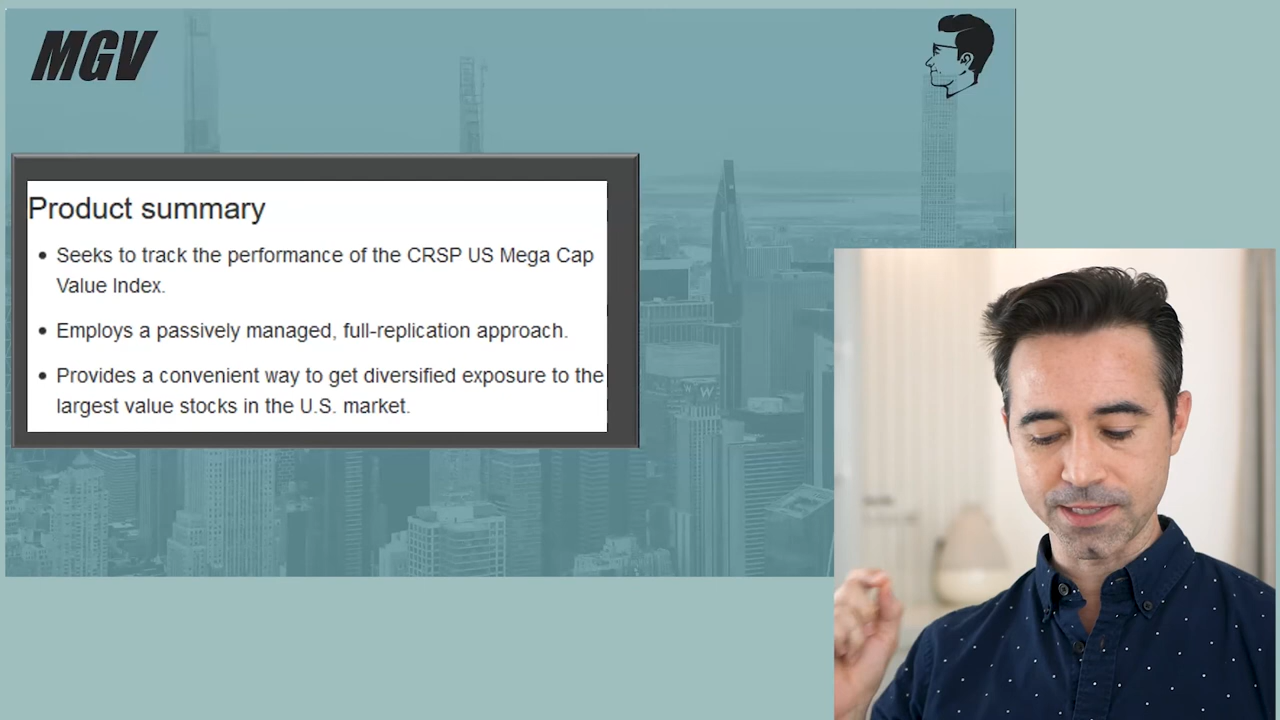 MGV
Product summary
• Seeks to track the performance of the CRSP US Mega Cap
Value Index.
• Employs a passively managed, full-replication approach.
• Provides a convenient way to get diversified exposure to the
largest value stocks in the U.S. market.